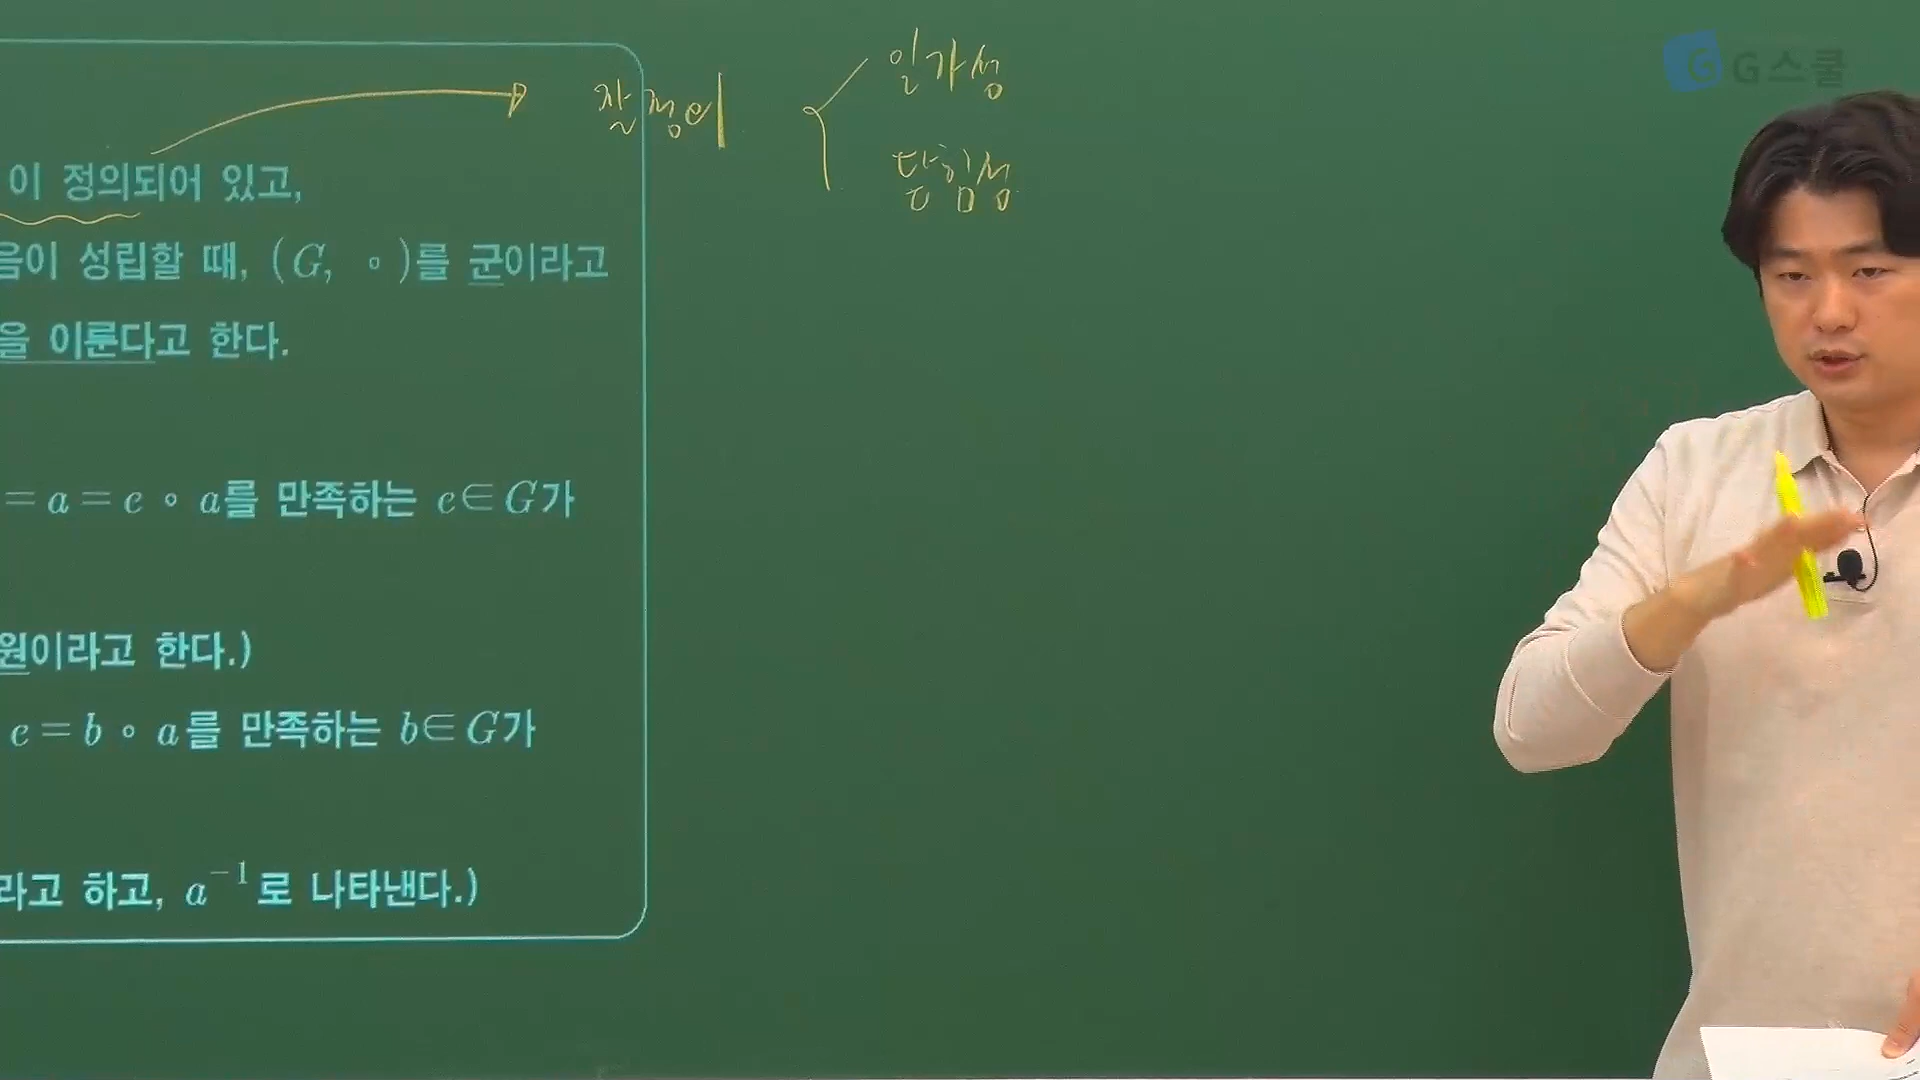 G스쿨
일가성
잘 정의
닫힘성
이 정의되어 있고,
음이 성립할 때, (G, ∘)를 군이라고
을 이룬다고 한다.
= a = e ∘ a를 만족하는 e∈G가
원이라고 한다.)
e = b ∘ a를 만족하는 b∈G가
라고 하고, a⁻¹로 나타낸다.)